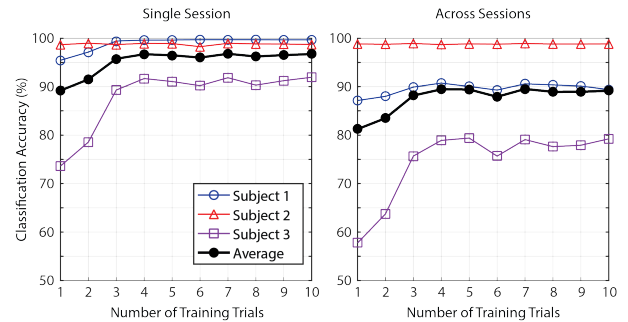 Single Session
Across Sessions
Classification Accuracy (%)
100
90
80
70
60
50
100
90
80
70
60
50
Subject 1
Subject 2
Subject 3
Average
1 2 3 4 5 6 7 8 9 10
1 2 3 4 5 6 7 8 9 10
Number of Training Trials
Number of Training Trials